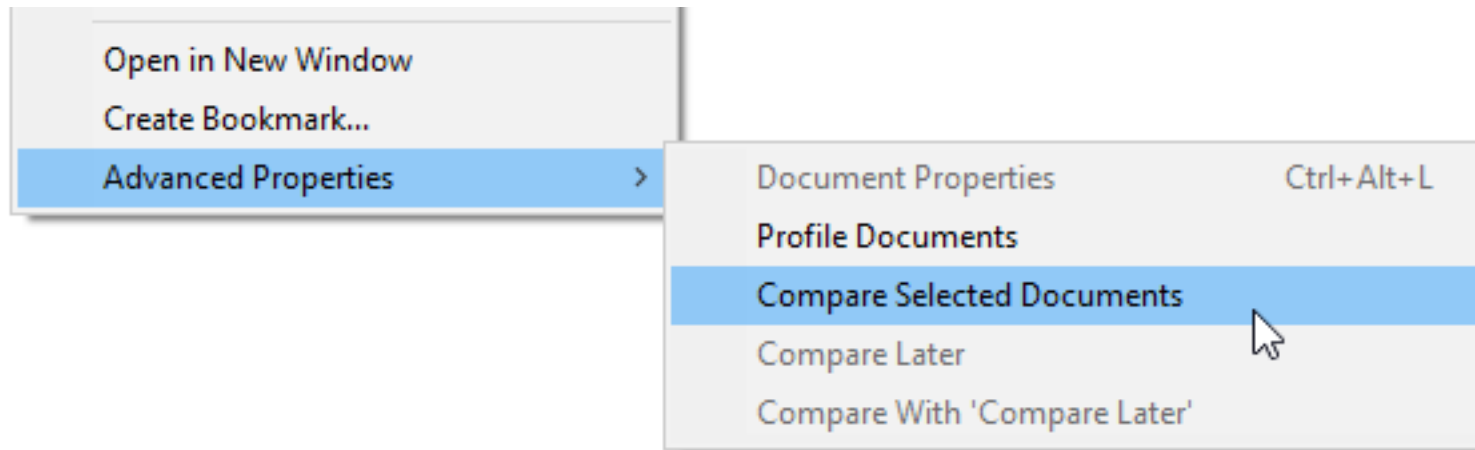 Open in New Window
Create Bookmark...
Advanced Properties >
Document Properties Ctrl+Alt+L
Profile Documents
Compare Selected Documents
Compare Later
Compare With 'Compare Later'